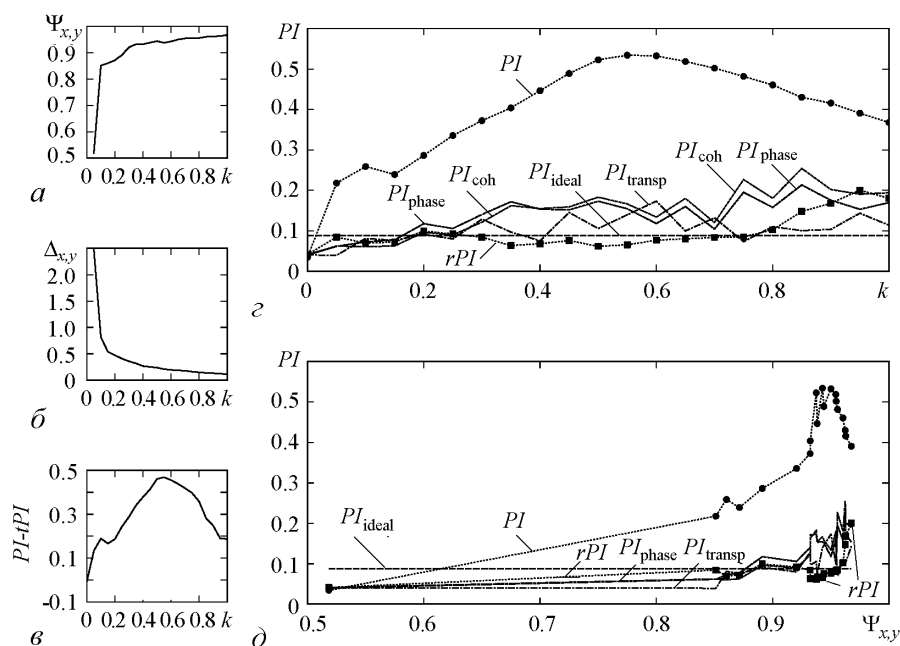 Ψx,y
0.9
0.8
0.7
0.6
0.5
0 0.2 0.4 0.6 0.8 k
а
Δx,y
2.0
1.5
1.0
0.5
0
0 0.2 0.4 0.6 0.8 k
б
PI-tPI
0.5
0.3
0.1
-0.1
0 0.2 0.4 0.6 0.8 k
в
PI
0.5
0.4
0.3
0.2
0.1
0
PI
PIphase
PIcoh
PIideal
PItransp
PIcoh
PIphase
rPI
0 0.2 0.4 0.6 0.8 k
г
PI
0.5
0.4
0.3
0.2
0.1
0
PIideal
PI
rPI
PIphase
PItransp
rPI
0.5 0.6 0.7 0.8 0.9 Ψx,y
д